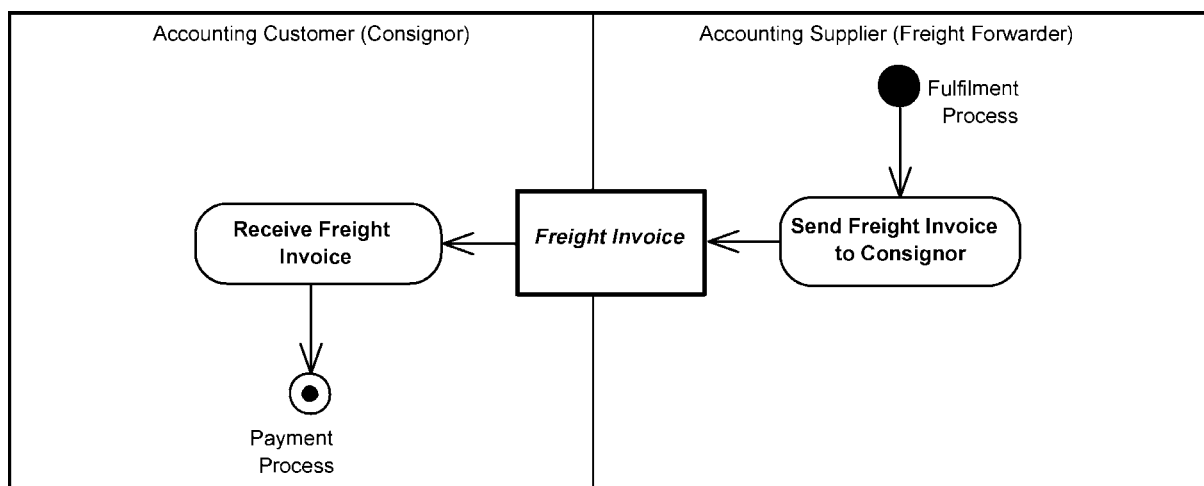 Accounting Customer (Consignor)
Accounting Supplier (Freight Forwarder)
Fulfilment
Process
Receive Freight
Invoice
Freight Invoice
Send Freight Invoice
to Consignor
Payment
Process